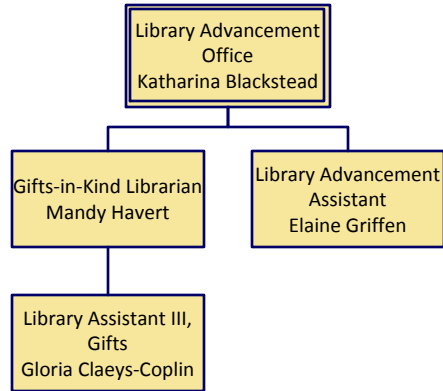 Library Advancement
Office
Katharina Blackstead
Gifts-in-Kind Librarian
Mandy Havert
Library Advancement
Assistant
Elaine Griffen
Library Assistant III,
Gifts
Gloria Claeys-Coplin